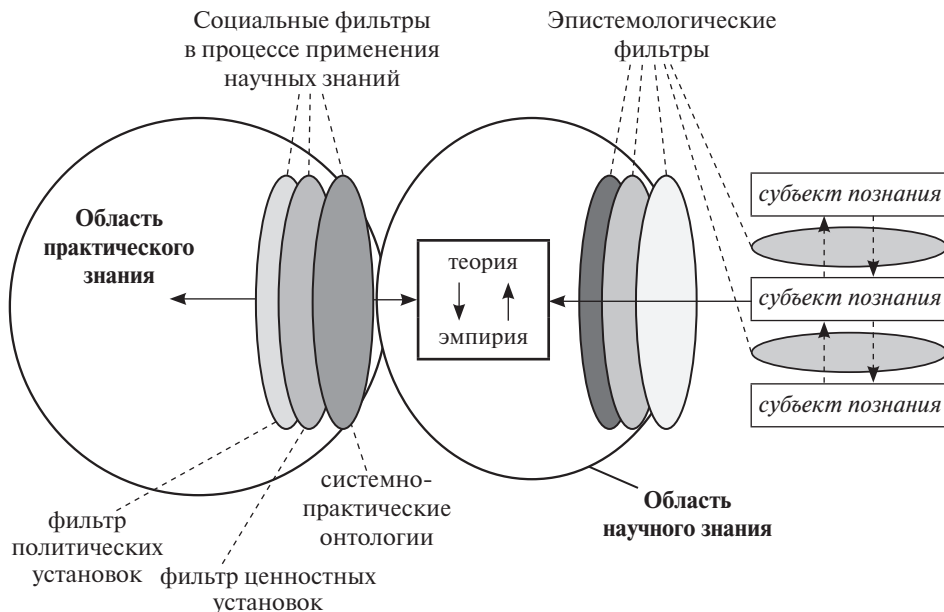 Социальные фильтры
в процессе применения
научных знаний
Эпистемологические
фильтры
Область
практического
знания
теория
эмпирия
субъект познания
субъект познания
субъект познания
системно-
практические
онтологии
Область
научного знания
фильтр
политических
установок
фильтр ценностных
установок